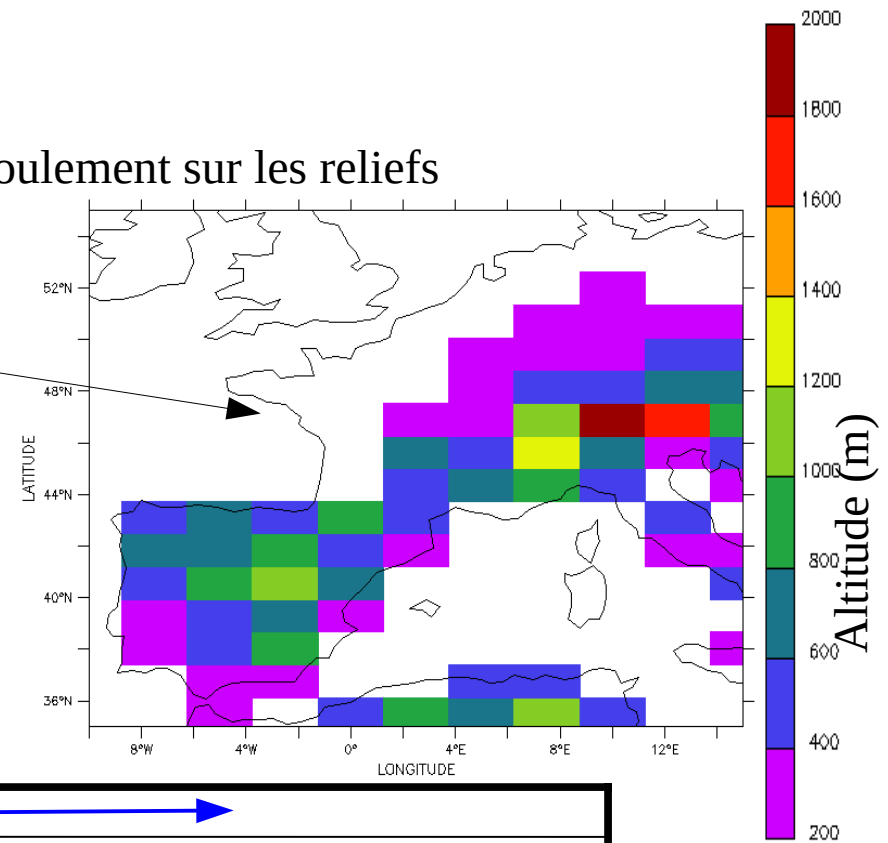 oulement sur les reliefs
2000
1800
1600
1400
1200
1000
800
600
400
200
Altitude (m)
52°N
48°N
44°N
40°N
36°N
LATITUDE
8°W 4°W 0° 4°E 8°E 12°E
LONGITUDE